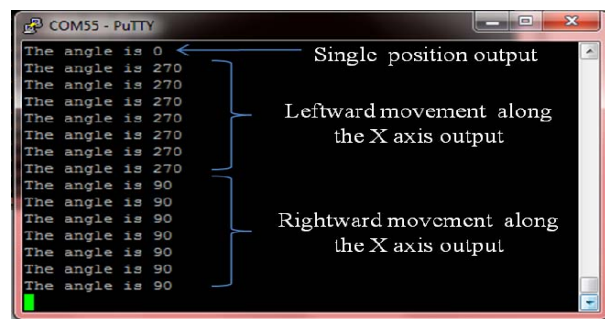 COM55 - PuTTY
The angle is 0
Single position output
The angle is 270
The angle is 270
The angle is 270
The angle is 270
The angle is 270
The angle is 270
The angle is 270
Leftward movement along
the X axis output
The angle is 90
The angle is 90
The angle is 90
The angle is 90
The angle is 90
The angle is 90
The angle is 90
Rightward movement along
the X axis output